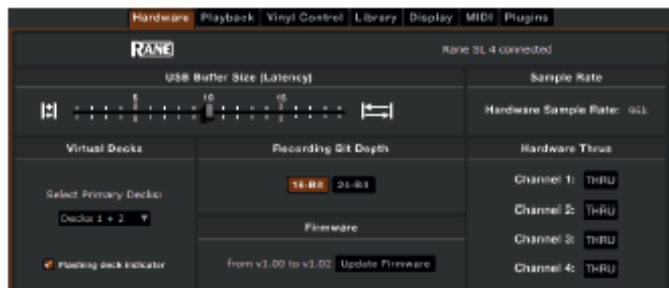 Hardware Playback Vinyl Control Library Display MIDI Plugins
RANE
Rane SL 4 connected
USB Buffer Size (Latency)
5 10 15
Sample Rate
Hardware Sample Rate: 96k
Virtual Decks
Select Primary Decks:
Decks 1 + 2
Flashing deck indicator
Recording Bit Depth
16-Bit 24-Bit
Firmware
from v1.00 to v1.02 Update Firmware
Hardware Thrus
Channel 1: THRU
Channel 2: THRU
Channel 3: THRU
Channel 4: THRU